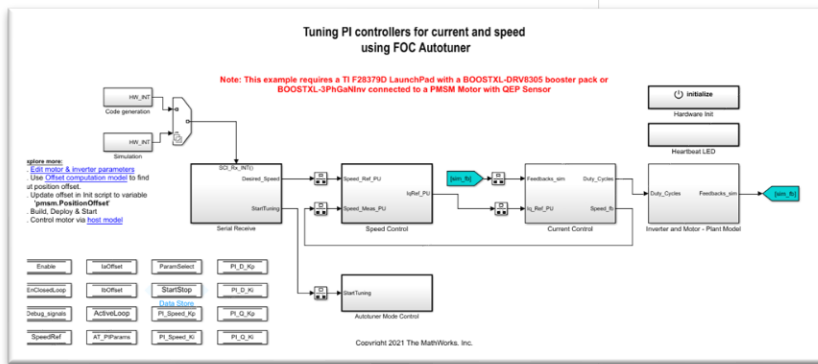 Tuning PI controllers for current and speed
using FOC Autotuner
Note: This example requires a TI F28379D LaunchPad with a BOOSTXL-DRV8305 booster pack or
BOOSTXL-3PhGaNInv connected to a PMSM Motor with QEP Sensor
HW_INT
Code generation
HW_INT
Simulation
initialize
Hardware Init
Heartbeat LED
xplore more:
. Edit motor & inverter parameters
. Use Offset computation model to find
at position offset.
. Update offset in Init script to variable
'pmsm.PositionOffset'
. Build, Deploy & Start
. Control motor via host model
SCI_Rx_INT()
Desired_Speed
StartTuning
Serial Receive
Speed_Ref_PU
Speed_Meas_PU
IqRef_PU
Speed Control
[sim_fb]
Feedbacks_sim
Iq_Ref_PU
Duty_Cycles
Speed_fb
Current Control
Duty_Cycles
Feedbacks_sim
Inverter and Motor - Plant Model
[sim_fb]
StartTuning
Autotuner Mode Control
Enable
IaOffset
ParamSelect
PI_D_Kp
EnClosedLoop
IbOffset
StartStop
PI_D_Ki
Data Store
Debug_signals
ActiveLoop
PI_Speed_Kp
PI_Q_Kp
SpeedRef
AT_PIParams
PI_Speed_Ki
PI_Q_Ki
Copyright 2021 The MathWorks, Inc.